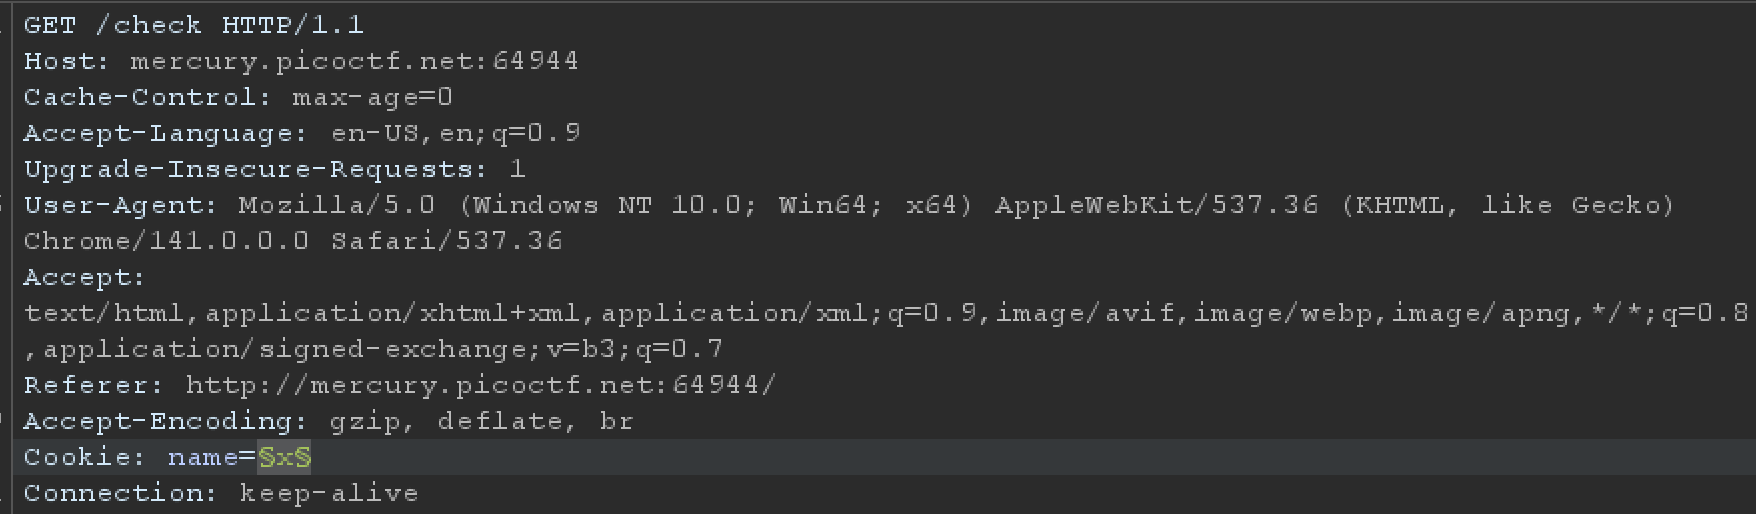 GET /check HTTP/1.1
Host: mercury.picoctf.net:64944
Cache-Control: max-age=0
Accept-Language: en-US,en;q=0.9
Upgrade-Insecure-Requests: 1
User-Agent: Mozilla/5.0 (Windows NT 10.0; Win64; x64) AppleWebKit/537.36 (KHTML, like Gecko)
Chrome/141.0.0.0 Safari/537.36
Accept:
text/html,application/xhtml+xml,application/xml;q=0.9,image/avif,image/webp,image/apng,*/*;q=0.8
,application/signed-exchange;v=b3;q=0.7
Referer: http://mercury.picoctf.net:64944/
Accept-Encoding: gzip, deflate, br
Cookie: name=§x§
Connection: keep-alive